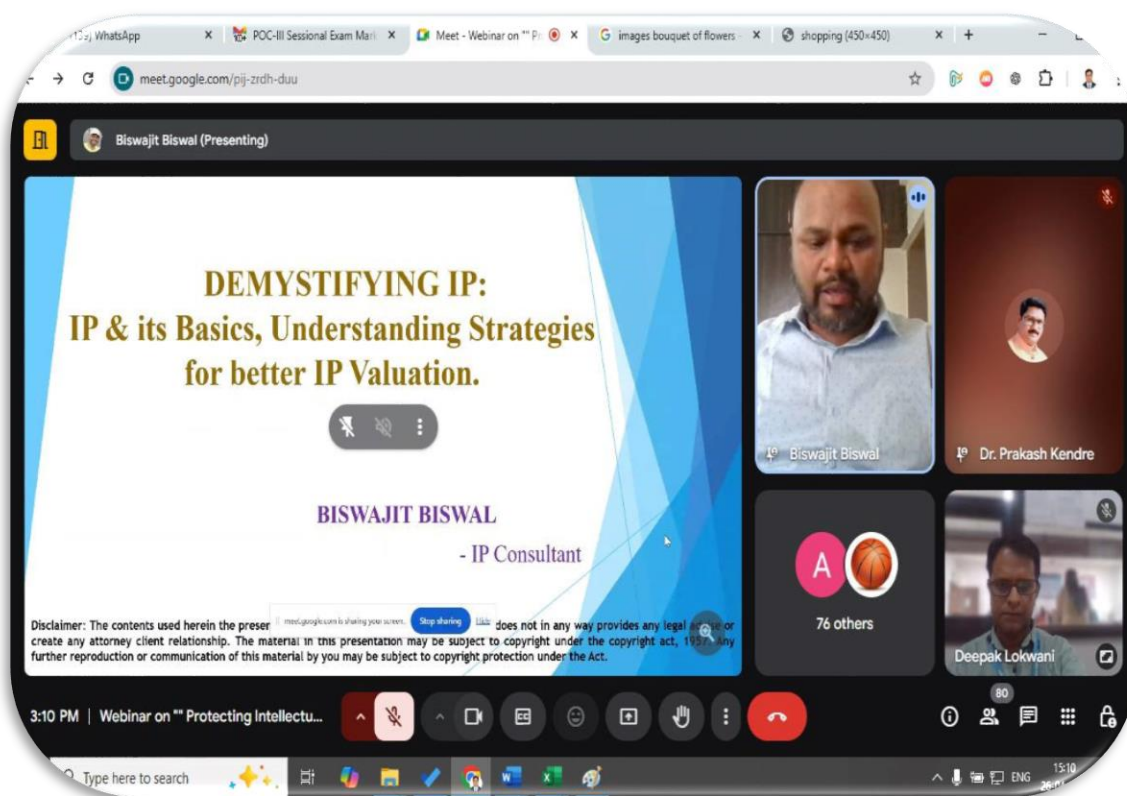 WhatsApp
POC-III Sessional Exam Mark
Meet - Webinar on "" Pr
images bouquet of flowers -
shopping (450×450)
meet.google.com/pij-zrdh-duu
Biswajit Biswal (Presenting)
DEMYSTIFYING IP:
IP & its Basics, Understanding Strategies
for better IP Valuation.
BISWAJIT BISWAL
- IP Consultant
Disclaimer: The contents used herein the presen
meet.google.com is sharing your screen.
Stop sharing
Hide
does not in any way provides any legal or
create any attorney client relationship. The material in this presentation may be subject to copyright under the copyright act, 1957. Any
further reproduction or communication of this material by you may be subject to copyright protection under the Act.
Biswajit Biswal
Dr. Prakash Kendre
A
76 others
Deepak Lokwani
3:10 PM | Webinar on "" Protecting Intellectu...
CC
80
Type here to search
ENG
15:10